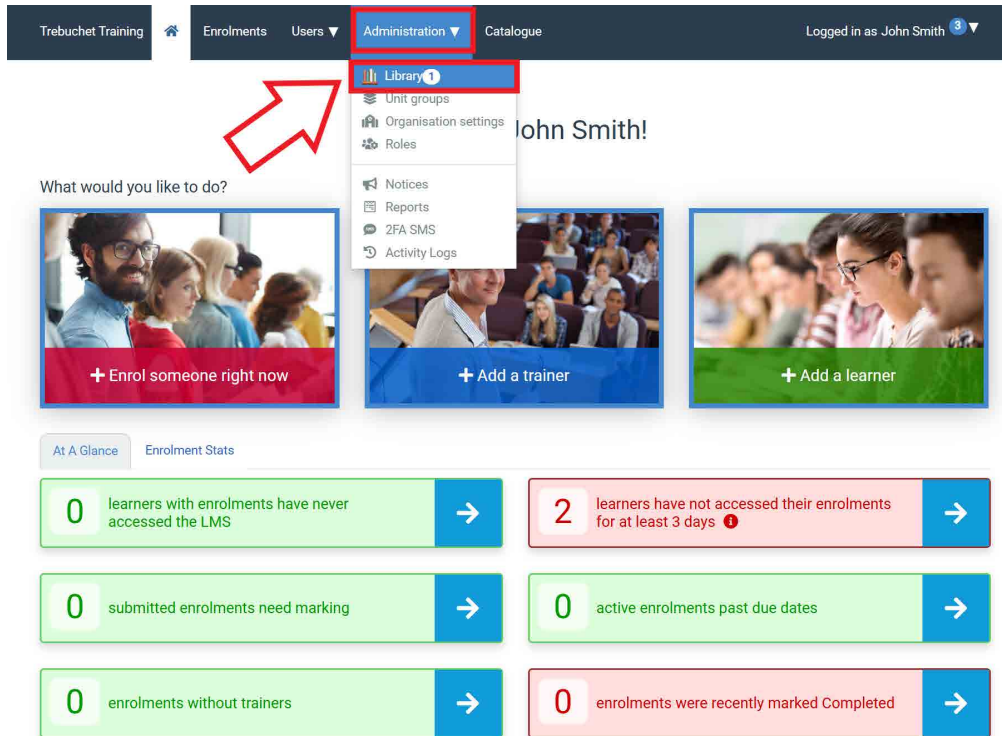 Trebuchet Training Enrolments Users ▼ Administration ▼ Catalogue Logged in as John Smith 3 ▼
Library 1
Unit groups
Organisation settings
Roles
Notices
Reports
2FA SMS
Activity Logs
John Smith!
What would you like to do?
+ Enrol someone right now
+ Add a trainer
+ Add a learner
At A Glance Enrolment Stats
0 learners with enrolments have never
accessed the LMS
2 learners have not accessed their enrolments
for at least 3 days
0 submitted enrolments need marking
0 active enrolments past due dates
0 enrolments without trainers
0 enrolments were recently marked Completed